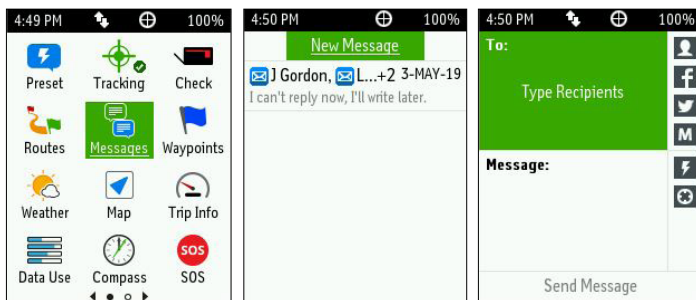 4:49 PM 100%
Preset Tracking Check
Routes Messages Waypoints
Weather Map Trip Info
SOS
Data Use Compass SOS
4:50 PM 100%
New Message
J Gordon, L...+2 3-MAY-19
I can't reply now, I'll write later.
4:50 PM 100%
To:
Type Recipients
Message:
Send Message
f
M